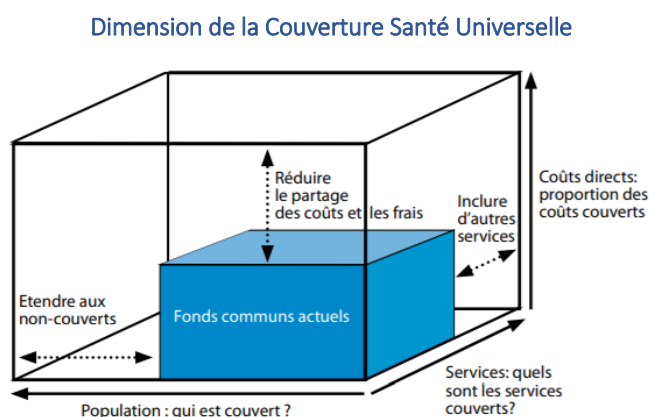 Dimension de la Couverture Santé Universelle
Réduire
le partage
des coûts et les frais
Inclure
d'autres
services
Coûts directs:
proportion des
coûts couverts
Etendre aux
non-couverts
Fonds communs actuels
Services: quels
sont les services
couverts?
Population : qui est couvert ?